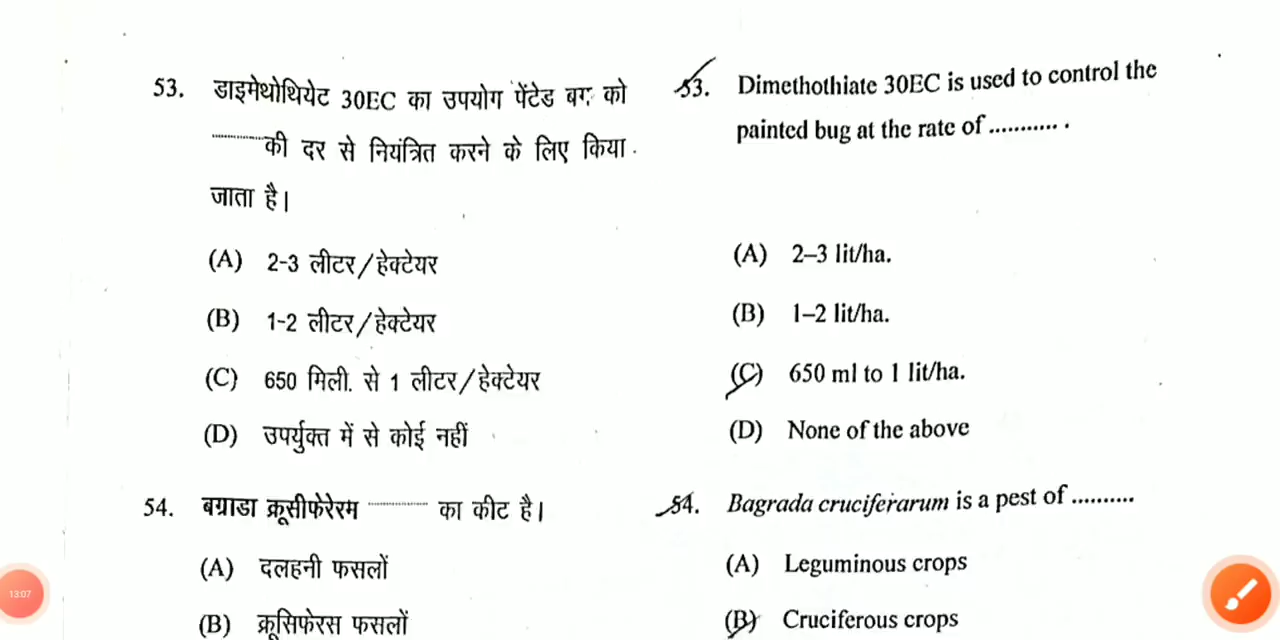 53. डाइमेथोथियेट 30EC का उपयोग पेंटेड बग को
............की दर से नियंत्रित करने के लिए किया
जाता है।
(A) 2-3 लीटर/हेक्टेयर
(B) 1-2 लीटर/हेक्टेयर
(C) 650 मिली. से 1 लीटर/हेक्टेयर
(D) उपर्युक्त में से कोई नहीं
54. बग्राडा क्रूसीफेरेरम ............ का कीट है।
(A) दलहनी फसलों
(B) क्रूसिफेरस फसलों
53. Dimethothiate 30EC is used to control the
painted bug at the rate of ........... .
(A) 2–3 lit/ha.
(B) 1–2 lit/ha.
(C) 650 ml to 1 lit/ha.
(D) None of the above
54. Bagrada cruciferarum is a pest of ..........
(A) Leguminous crops
(B) Cruciferous crops
13:07